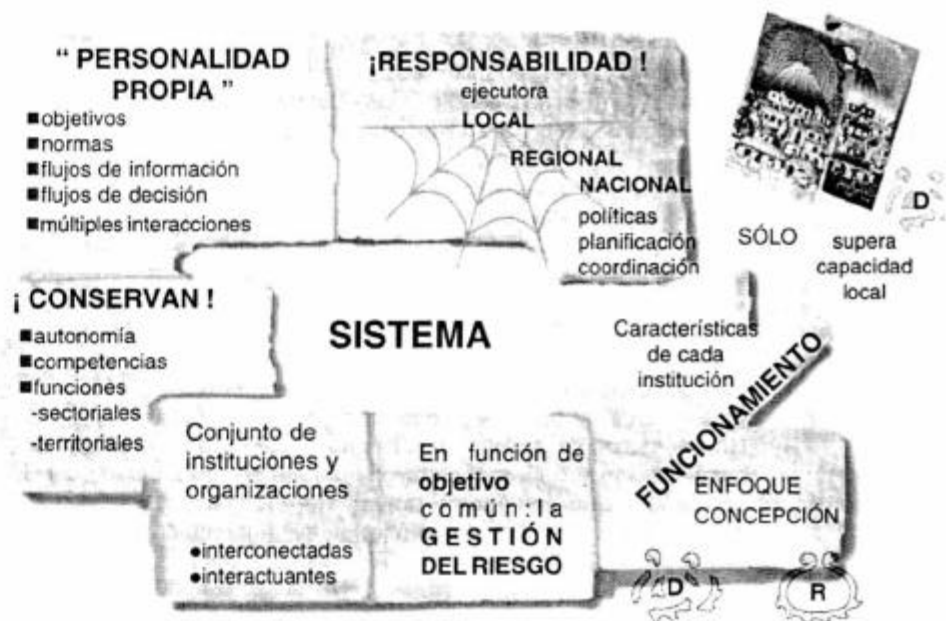 “ PERSONALIDAD
PROPIA ”
■objetivos
■normas
■flujos de información
■flujos de decisión
■múltiples interacciones
¡RESPONSABILIDAD !
ejecutora
LOCAL
REGIONAL
NACIONAL
políticas
planificación
coordinación
D
SÓLO
supera
capacidad
local
¡ CONSERVAN !
■autonomía
■competencias
■funciones
-sectoriales
-territoriales
SISTEMA
Características
de cada
institución
FUNCIONAMIENTO
Conjunto de
instituciones y
organizaciones
●interconectadas
●interactuantes
En función de
objetivo
común:la
GESTIÓN
DEL RIESGO
ENFOQUE
CONCEPCIÓN
D
R